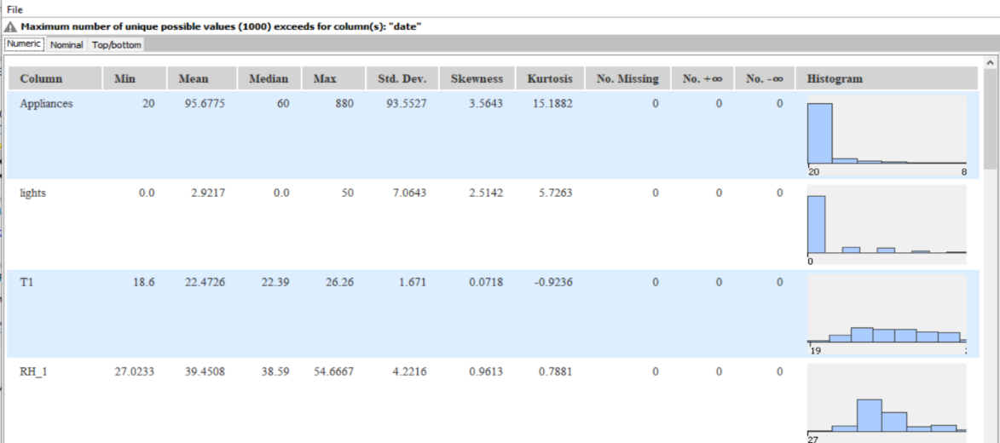 File
Maximum number of unique possible values (1000) exceeds for column(s): "date"
Numeric Nominal Top/bottom
Column Min Mean Median Max Std. Dev. Skewness Kurtosis No. Missing No. +∞ No. -∞ Histogram
Appliances 20 95.6775 60 880 93.5527 3.5643 15.1882 0 0 0
20 8
lights 0.0 2.9217 0.0 50 7.0643 2.5142 5.7263 0 0 0
0
T1 18.6 22.4726 22.39 26.26 1.671 0.0718 -0.9236 0 0 0
19
RH_1 27.0233 39.4508 38.59 54.6667 4.2216 0.9613 0.7881 0 0 0
27